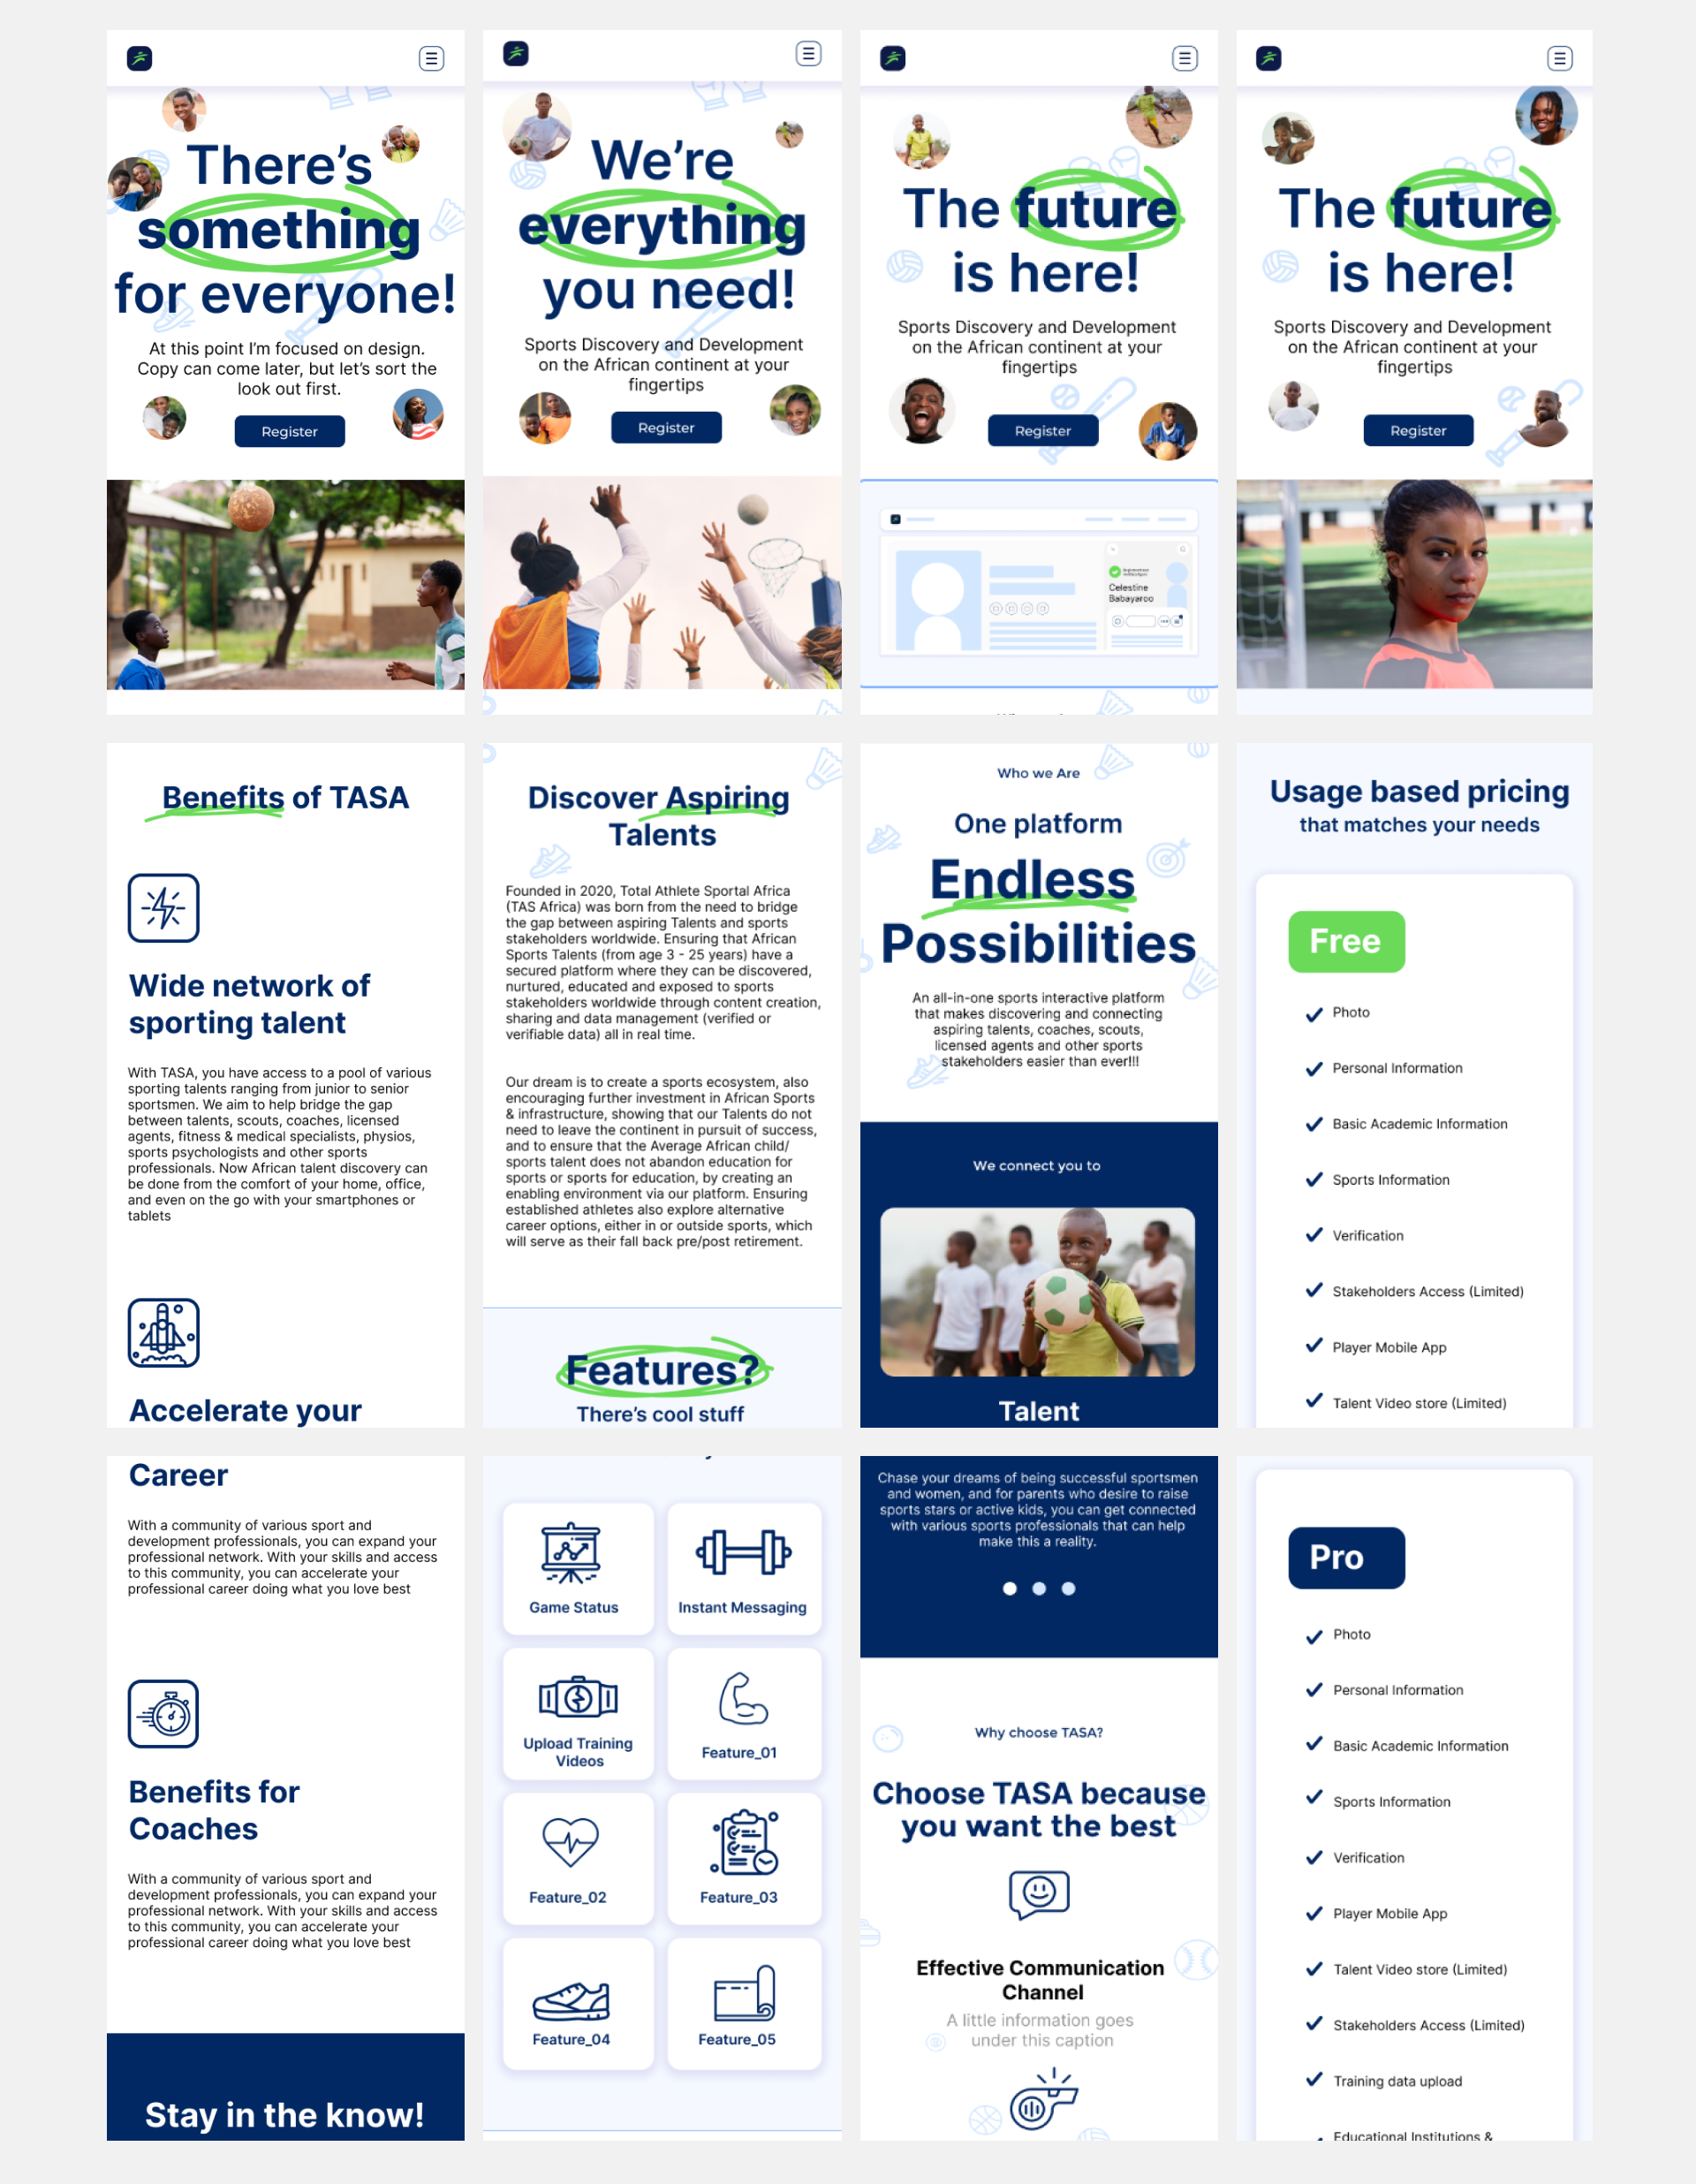 There’s
something
for everyone!
At this point I’m focused on design.
Copy can come later, but let’s sort the
look out first.
Register
We’re
everything
you need!
Sports Discovery and Development
on the African continent at your
fingertips
Register
The future
is here!
Sports Discovery and Development
on the African continent at your
fingertips
Register
Celestine
Babayaroo
The future
is here!
Sports Discovery and Development
on the African continent at your
fingertips
Register
Benefits of TASA
Wide network of
sporting talent
With TASA, you have access to a pool of various
sporting talents ranging from junior to senior
sportsmen. We aim to help bridge the gap
between talents, scouts, coaches, licensed
agents, fitness & medical specialists, physios,
sports psychologists and other sports
professionals. Now African talent discovery can
be done from the comfort of your home, office,
and even on the go with your smartphones or
tablets
Accelerate your
Discover Aspiring
Talents
Founded in 2020, Total Athlete Sportal Africa
(TAS Africa) was born from the need to bridge
the gap between aspiring Talents and sports
stakeholders worldwide. Ensuring that African
Sports Talents (from age 3 - 25 years) have a
secured platform where they can be discovered,
nurtured, educated and exposed to sports
stakeholders worldwide through content creation,
sharing and data management (verified or
verifiable data) all in real time.
Our dream is to create a sports ecosystem, also
encouraging further investment in African Sports
& infrastructure, showing that our Talents do not
need to leave the continent in pursuit of success,
and to ensure that the Average African child/
sports talent does not abandon education for
sports or sports for education, by creating an
enabling environment via our platform. Ensuring
established athletes also explore alternative
career options, either in or outside sports, which
will serve as their fall back pre/post retirement.
Features?
There’s cool stuff
Who we Are
One platform
Endless
Possibilities
An all-in-one sports interactive platform
that makes discovering and connecting
aspiring talents, coaches, scouts,
licensed agents and other sports
stakeholders easier than ever!!!
We connect you to
Talent
Usage based pricing
that matches your needs
Free
Photo
Personal Information
Basic Academic Information
Sports Information
Verification
Stakeholders Access (Limited)
Player Mobile App
Talent Video store (Limited)
Career
With a community of various sport and
development professionals, you can expand your
professional network. With your skills and access
to this community, you can accelerate your
professional career doing what you love best
Benefits for
Coaches
With a community of various sport and
development professionals, you can expand your
professional network. With your skills and access
to this community, you can accelerate your
professional career doing what you love best
Stay in the know!
Game Status
Instant Messaging
Upload Training
Videos
Feature_01
Feature_02
Feature_03
Feature_04
Feature_05
Chase your dreams of being successful sportsmen
and women, and for parents who desire to raise
sports stars or active kids, you can get connected
with various sports professionals that can help
make this a reality.
Why choose TASA?
Choose TASA because
you want the best
Effective Communication
Channel
A little information goes
under this caption
Pro
Photo
Personal Information
Basic Academic Information
Sports Information
Verification
Player Mobile App
Talent Video store (Limited)
Stakeholders Access (Limited)
Training data upload
Educational Institutions &